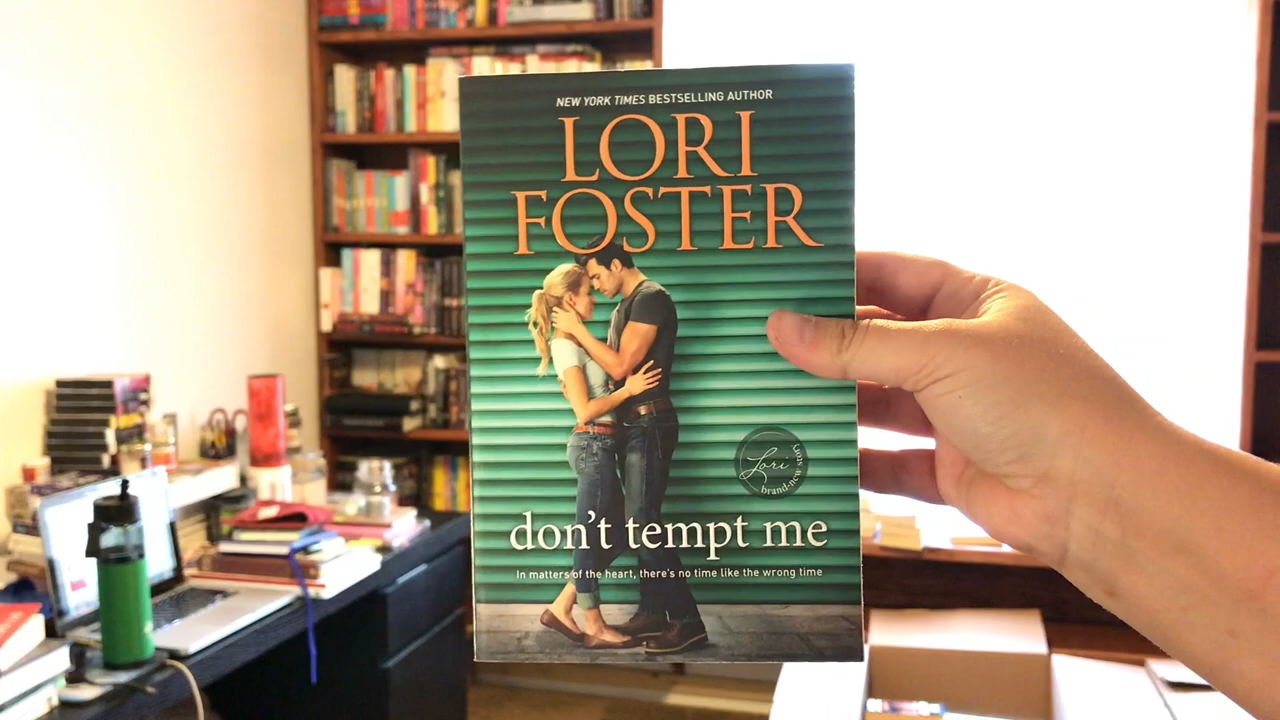 NEW YORK TIMES BESTSELLING AUTHOR
LORI
FOSTER
Lori
brand-new story
don't tempt me
In matters of the heart, there's no time like the wrong time